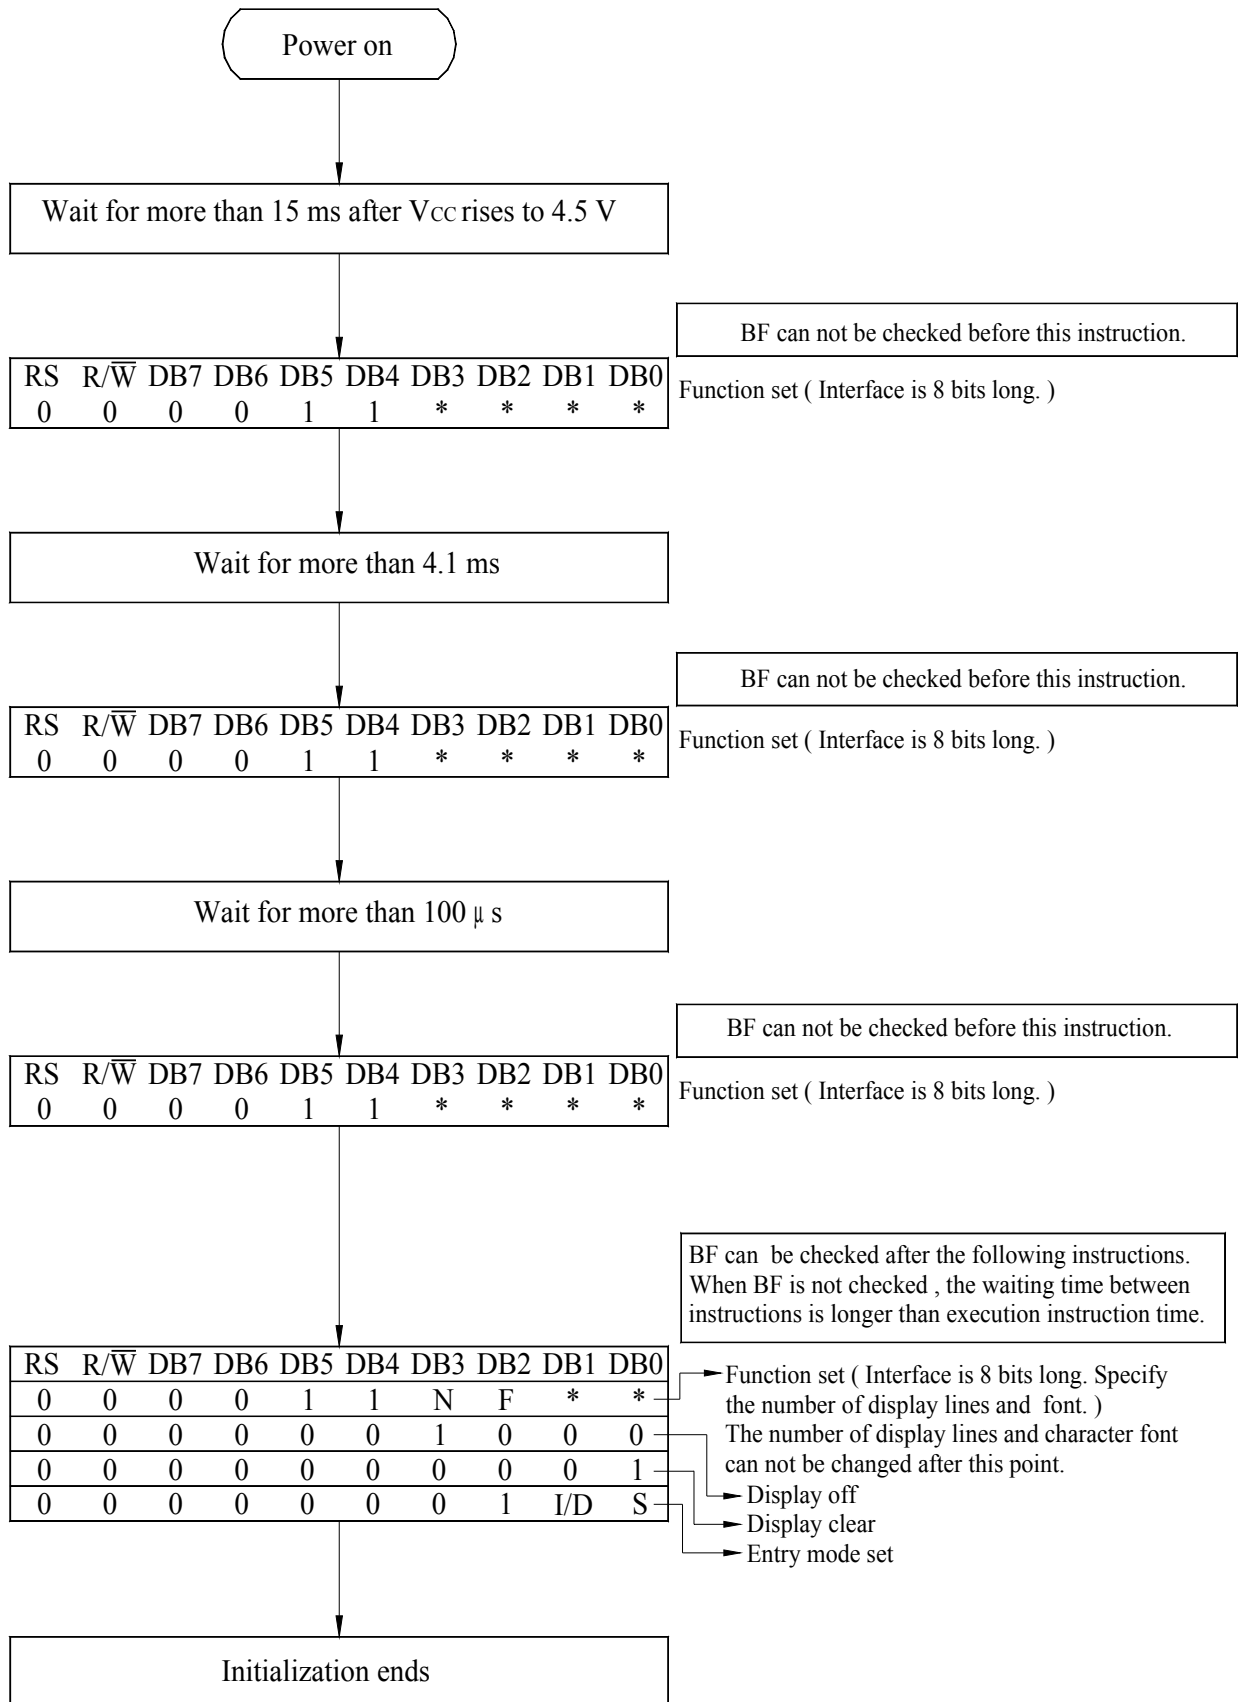 Power on
Wait for more than 15 ms after VCC rises to 4.5 V
BF can not be checked before this instruction.
RS R/W̅ DB7 DB6 DB5 DB4 DB3 DB2 DB1 DB0
0 0 0 0 1 1 * * * *
Function set ( Interface is 8 bits long. )
Wait for more than 4.1 ms
BF can not be checked before this instruction.
RS R/W̅ DB7 DB6 DB5 DB4 DB3 DB2 DB1 DB0
0 0 0 0 1 1 * * * *
Function set ( Interface is 8 bits long. )
Wait for more than 100 μ s
BF can not be checked before this instruction.
RS R/W̅ DB7 DB6 DB5 DB4 DB3 DB2 DB1 DB0
0 0 0 0 1 1 * * * *
Function set ( Interface is 8 bits long. )
BF can be checked after the following instructions.
When BF is not checked , the waiting time between
instructions is longer than execution instruction time.
RS R/W̅ DB7 DB6 DB5 DB4 DB3 DB2 DB1 DB0
0 0 0 0 1 1 N F * *
0 0 0 0 0 0 1 0 0 0
0 0 0 0 0 0 0 0 0 1
0 0 0 0 0 0 0 1 I/D S
Function set ( Interface is 8 bits long. Specify
the number of display lines and font. )
The number of display lines and character font
can not be changed after this point.
Display off
Display clear
Entry mode set
Initialization ends